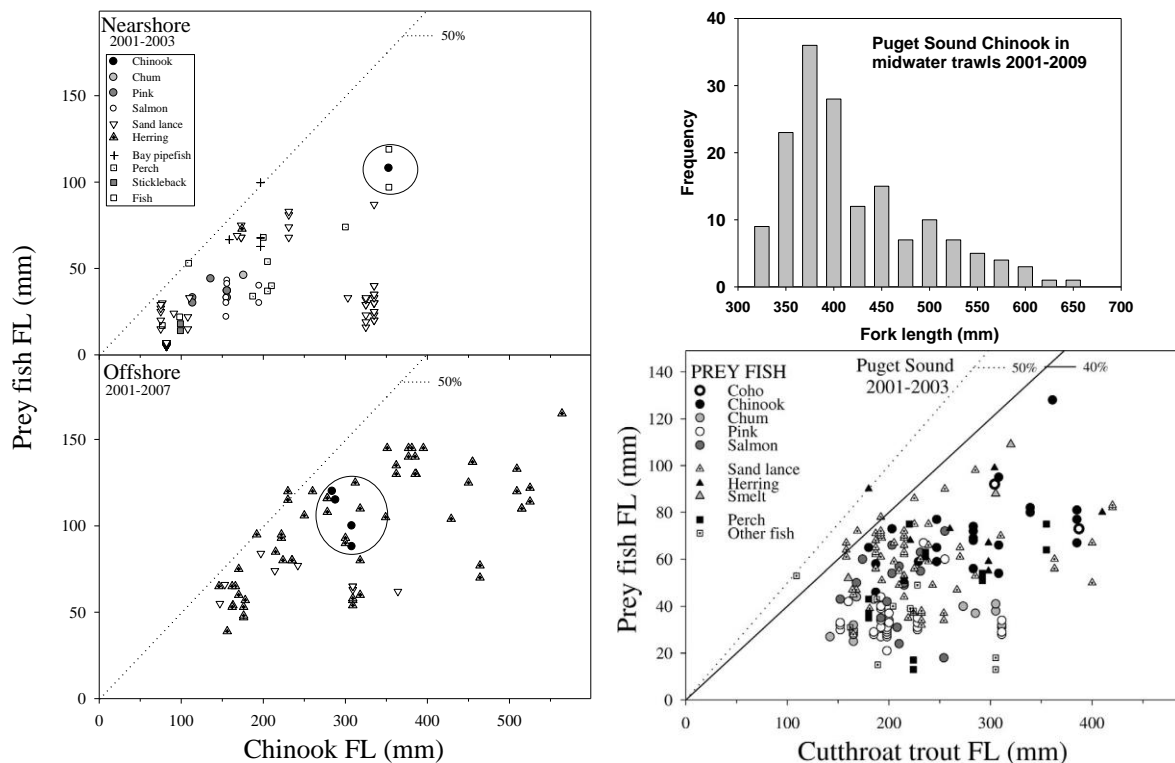 Nearshore
2001-2003
50%
Chinook
Chum
Pink
Salmon
Sand lance
Herring
Bay pipefish
Perch
Stickleback
Fish
150
100
50
0
Offshore
2001-2007
50%
150
100
50
0
0 100 200 300 400 500
Prey fish FL (mm)
Chinook FL (mm)
Puget Sound Chinook in
midwater trawls 2001-2009
40
30
20
10
0
Frequency
300 350 400 450 500 550 600 650 700
Fork length (mm)
PREY FISH
Puget Sound
2001-2003
50%
40%
Coho
Chinook
Chum
Pink
Salmon
Sand lance
Herring
Smelt
Perch
Other fish
140
120
100
80
60
40
20
0
0 100 200 300 400
Prey fish FL (mm)
Cutthroat trout FL (mm)